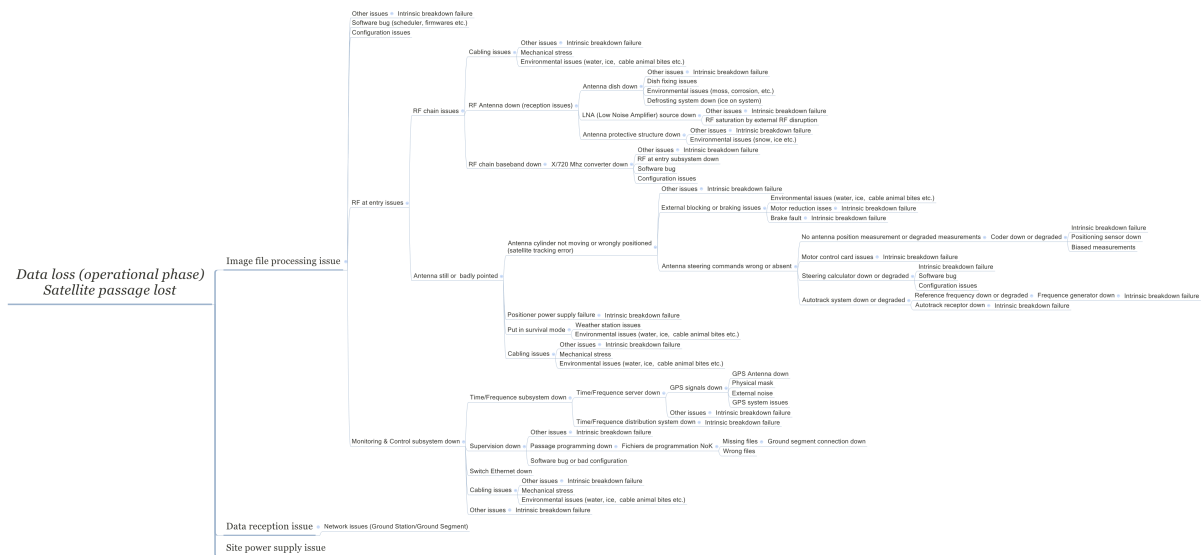 Data loss (operational phase)
Satellite passage lost
Image file processing issue
Other issues Intrinsic breakdown failure
Software bug (scheduler, firmwares etc.)
Configuration issues
RF at entry issues
RF chain issues
Cabling issues
Other issues Intrinsic breakdown failure
Mechanical stress
Environmental issues (water, ice, cable animal bites etc.)
RF Antenna down (reception issues)
Antenna dish down
Other issues Intrinsic breakdown failure
Dish fixing issues
Environmental issues (moss, corrosion, etc.)
Defrosting system down (ice on system)
LNA (Low Noise Amplifier) source down
Other issues Intrinsic breakdown failure
RF saturation by external RF disruption
Antenna protective structure down
Other issues Intrinsic breakdown failure
Environmental issues (snow, ice etc.)
RF chain baseband down X/720 Mhz converter down
Other issues Intrinsic breakdown failure
RF at entry subsystem down
Software bug
Configuration issues
Antenna still or badly pointed
Antenna cylinder not moving or wrongly positioned
(satellite tracking error)
Other issues Intrinsic breakdown failure
External blocking or braking issues
Environmental issues (water, ice, cable animal bites etc.)
Motor reduction isses Intrinsic breakdown failure
Brake fault Intrinsic breakdown failure
Antenna steering commands wrong or absent
No antenna position measurement or degraded measurements Coder down or degraded
Intrinsic breakdown failure
Positioning sensor down
Biased measurements
Motor control card issues Intrinsic breakdown failure
Steering calculator down or degraded
Intrinsic breakdown failure
Software bug
Configuration issues
Autotrack system down or degraded
Reference frequency down or degraded Frequency generator down Intrinsic breakdown failure
Autotrack receptor down Intrinsic breakdown failure
Positioner power supply failure Intrinsic breakdown failure
Put in survival mode
Weather station issues
Environmental issues (water, ice, cable animal bites etc.)
Cabling issues
Other issues Intrinsic breakdown failure
Mechanical stress
Environmental issues (water, ice, cable animal bites etc.)
Monitoring & Control subsystem down
Time/Frequency subsystem down
Time/Frequency server down
GPS signals down
GPS Antenna down
Physical mask
External noise
GPS system issues
Other issues Intrinsic breakdown failure
Time/Frequency distribution system down Intrinsic breakdown failure
Supervision down
Other issues Intrinsic breakdown failure
Passage programming down Fichiers de programmation NoK
Missing files Ground segment connection down
Wrong files
Software bug or bad configuration
Switch Ethernet down
Cabling issues
Other issues Intrinsic breakdown failure
Mechanical stress
Environmental issues (water, ice, cable animal bites etc.)
Other issues Intrinsic breakdown failure
Data reception issue Network issues (Ground Station/Ground Segment)
Site power supply issue